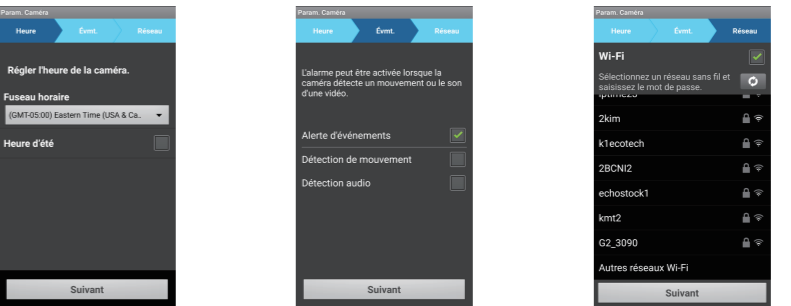 Param. Caméra
Heure
Évmt.
Réseau
Régler l'heure de la caméra.
Fuseau horaire
(GMT-05:00) Eastern Time (USA & Ca..
Heure d'été
Suivant
Param. Caméra
Heure
Évmt.
Réseau
L'alarme peut être activée lorsque la
caméra détecte un mouvement ou le son
d'une vidéo.
Alerte d'événements
Détection de mouvement
Détection audio
Suivant
Param. Caméra
Heure
Évmt.
Réseau
Wi-Fi
Sélectionnez un réseau sans fil et
saisissez le mot de passe.
2kim
k1ecotech
2BCNI2
echostock1
kmt2
G2_3090
Autres réseaux Wi-Fi
Suivant